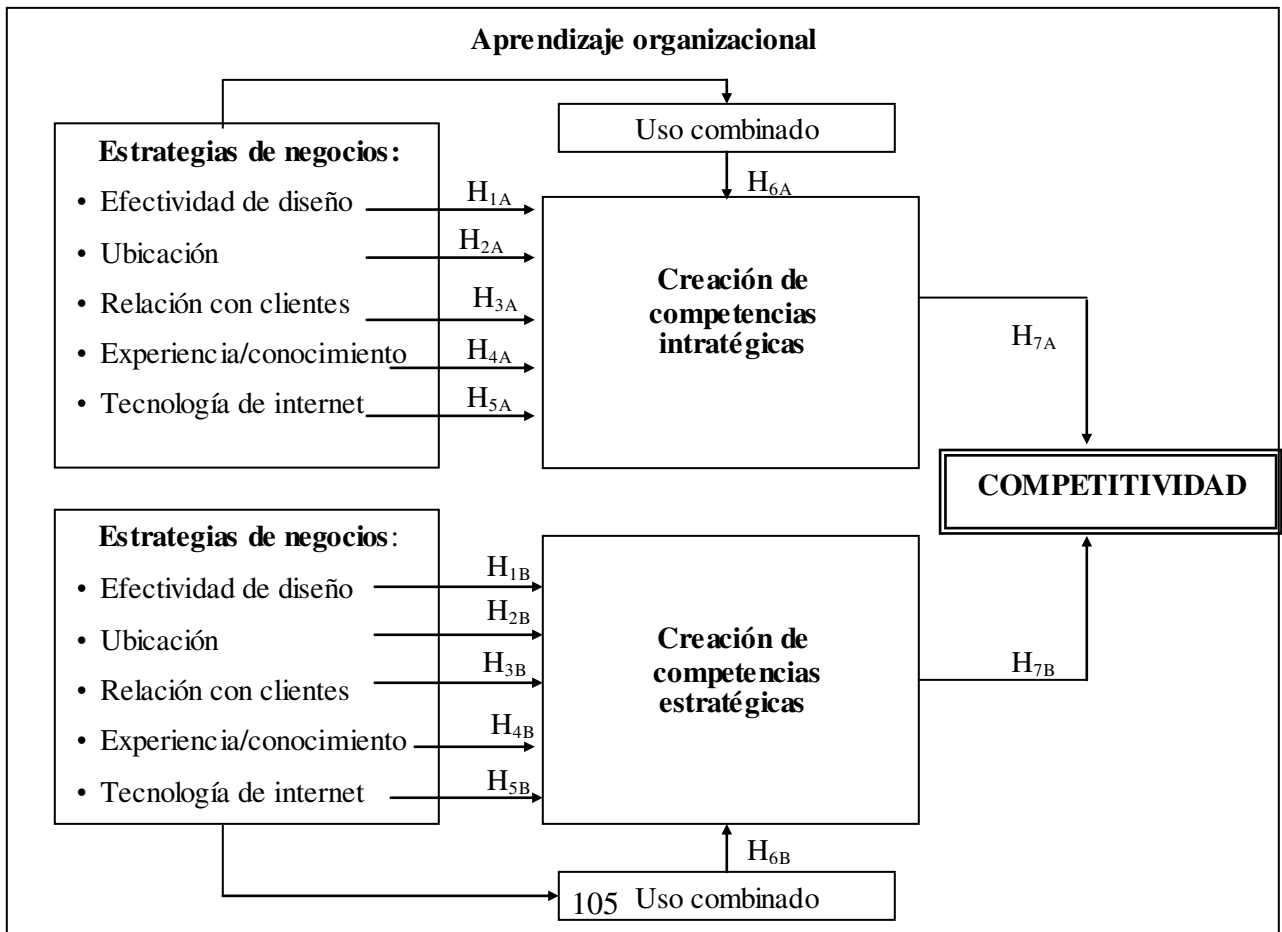 Aprendizaje organizacional
Uso combinado
Estrategias de negocios:
• Efectividad de diseño
• Ubicación
• Relación con clientes
• Experiencia/conocimiento
• Tecnología de internet
H1A
H2A
H3A
H4A
H5A
H6A
Creación de
competencias
intratégicas
H7A
COMPETITIVIDAD
Estrategias de negocios:
• Efectividad de diseño
• Ubicación
• Relación con clientes
• Experiencia/conocimiento
• Tecnología de internet
H1B
H2B
H3B
H4B
H5B
Creación de
competencias
estratégicas
H7B
H6B
105 Uso combinado